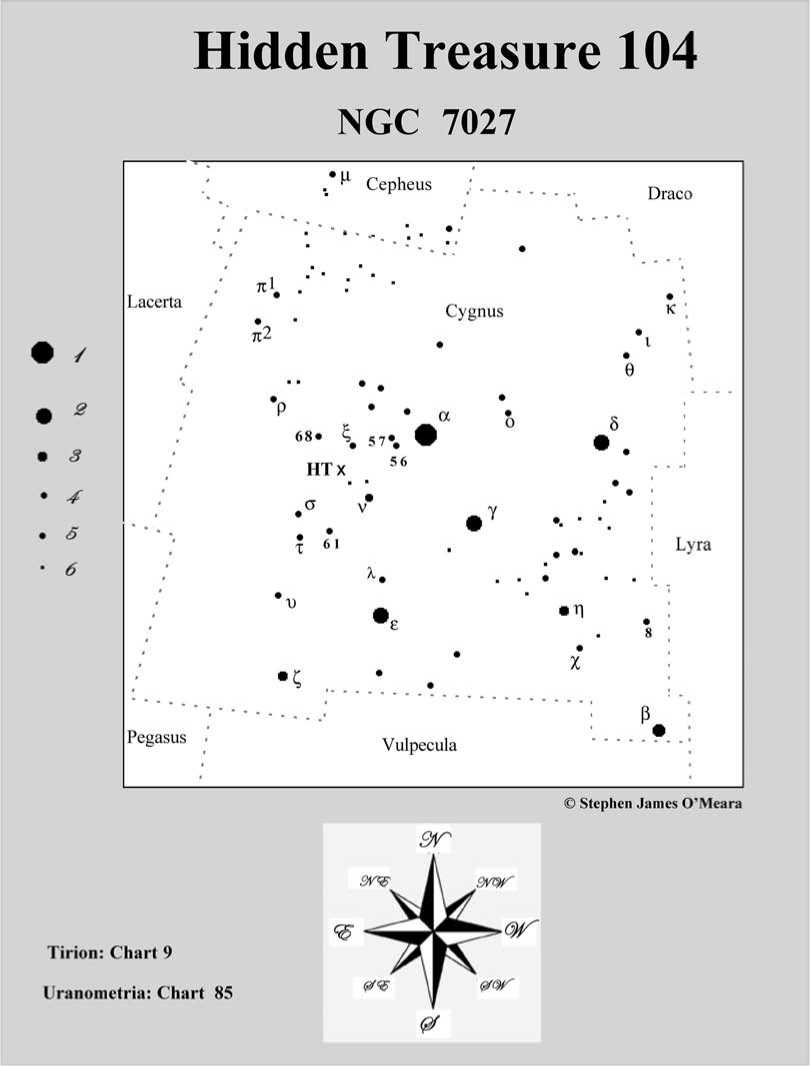 Hidden Treasure 104
NGC 7027
μ
Cepheus
Draco
π1
Lacerta
Cygnus
κ
π2
ι
θ
1
2
3
4
5
6
ρ
α
ο
δ
68
ξ
57
56
HT x
ν
σ
γ
τ
61
Lyra
λ
υ
ε
η
8
χ
ζ
β
Pegasus
Vulpecula
© Stephen James O’Meara
N
NE
NW
E
W
SE
SW
S
Tirion: Chart 9
Uranometria: Chart 85